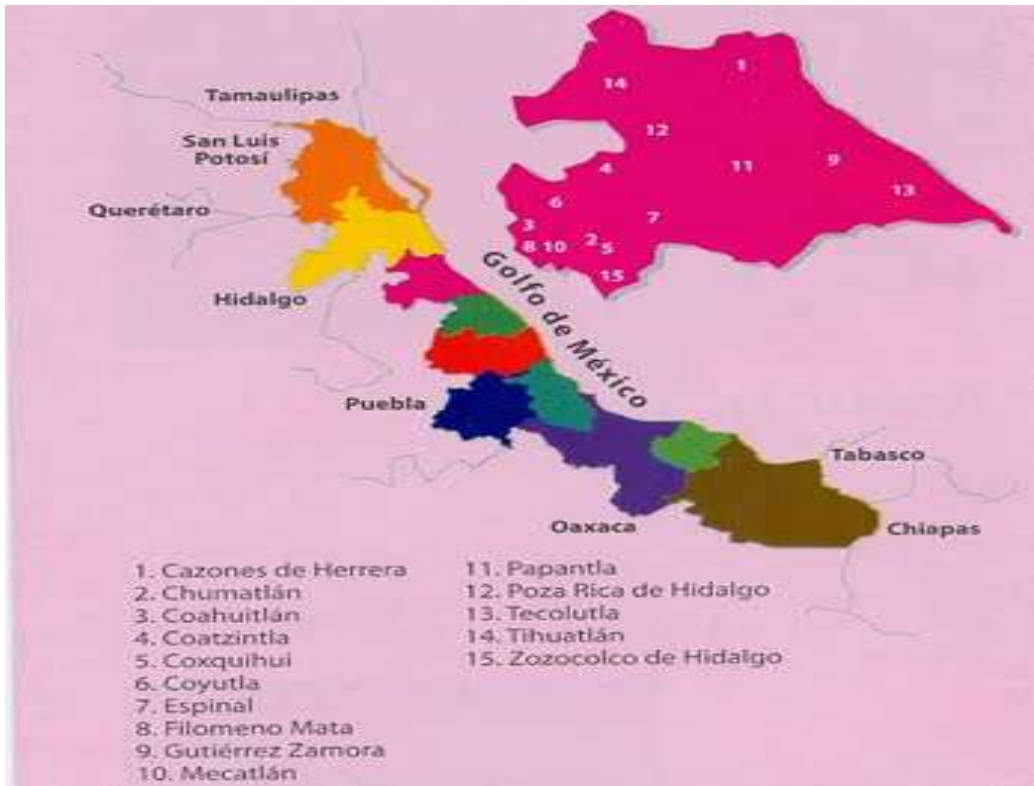 Tamaulipas
San Luis
Potosí
Querétaro
Hidalgo
Puebla
Oaxaca
Golfo de México
Tabasco
Chiapas
14
1
12
4
11
9
13
6
3
7
8
10
2
5
15
1. Cazones de Herrera
2. Chumatlán
3. Coahuitlán
4. Coatzintla
5. Coxquihui
6. Coyutla
7. Espinal
8. Filomeno Mata
9. Gutiérrez Zamora
10. Mecatlán
11. Papantla
12. Poza Rica de Hidalgo
13. Tecolutla
14. Tihuatlán
15. Zozocolco de Hidalgo